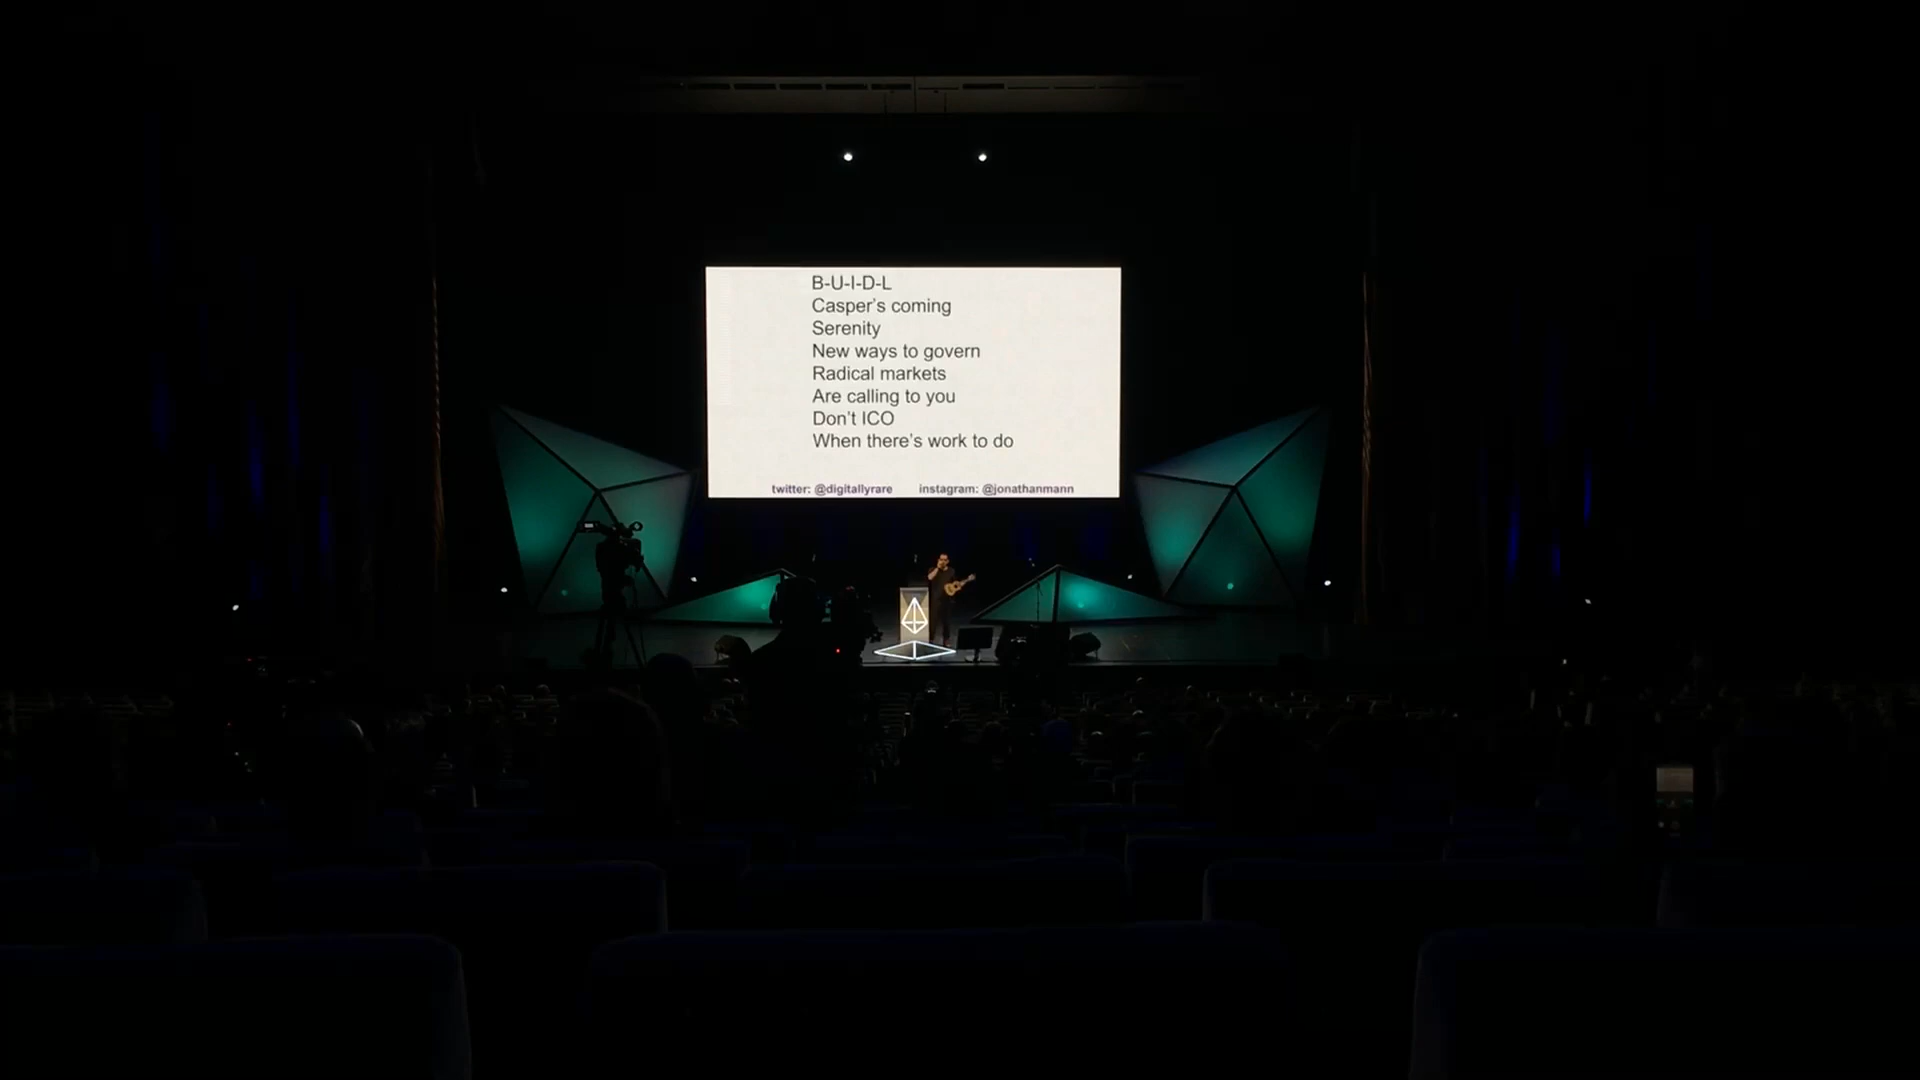 B-U-I-D-L
Casper's coming
Serenity
New ways to govern
Radical markets
Are calling to you
Don't ICO
When there's work to do
twitter: @digitallyrare instagram: @jonathanmann